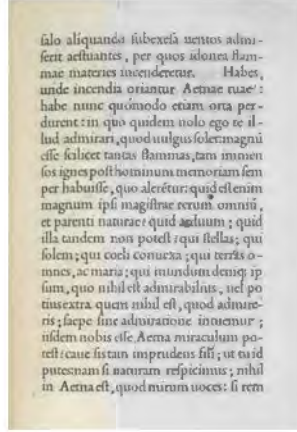 salo aliquando subexesa uentos admi-
serit aestuantes, per quos idonea flam-
mae materies incenderetur. Habes,
unde incendia oriantur Aetnae tuae:
habe nunc quomodo etiam orta per-
durent: in quo quidem nolo ego te il-
lud admirari, quod uulgus solet: magnū
esse scilicet tantas flammas, tam immen
sos ignes post hominum memoriam sem
per habuisse, quo alerētur: quid est enim
magnum ipsi magistrae rerum omniū,
et parenti naturae? quid arduum; quid
illa tandem non potest? qui stellas; qui
solem; qui coeli conuexa; qui terras o-
mnes, ac maria; qui mundum deniq; ip
sum, quo nihil est admirabilius, uel po
tius extra quem nihil est, quod admire-
ris; saepe sine admiratione intuemur;
iisdem nobis esse Aetna miraculum po-
test? caue sis tam imprudens fili; ut tu id
putes: nam si naturam respicimus; nihil
in Aetna est, quod mirum uoces: si rem